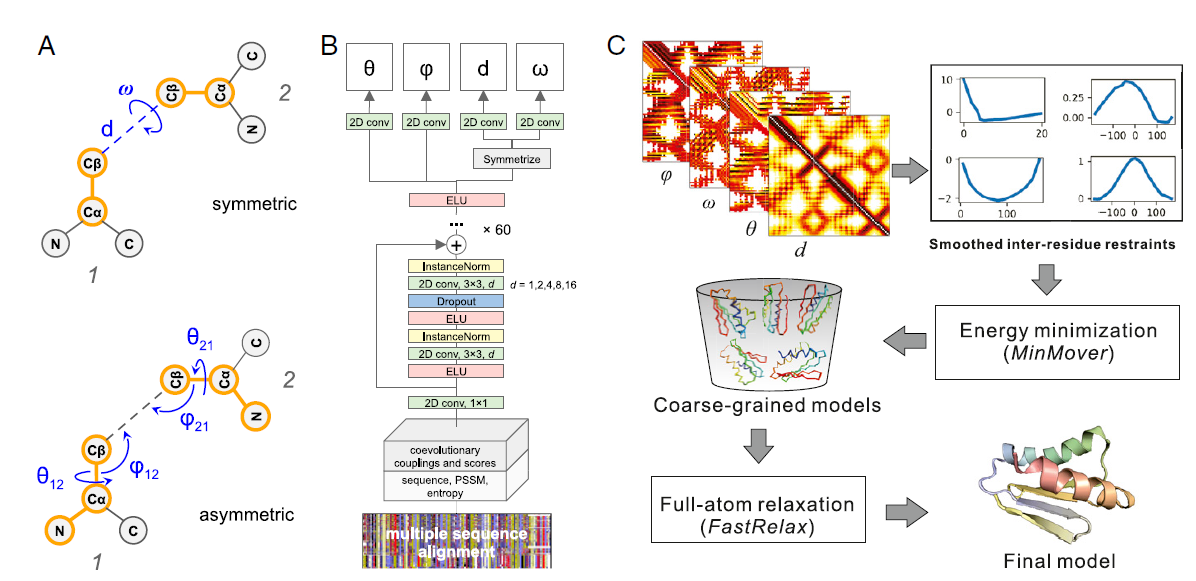 A
ω
d
Cβ
Cα
C
N
2
Cβ
Cα
N
C
1
symmetric
θ21
Cβ
Cα
C
N
2
φ21
Cβ
φ12
θ12
Cα
N
C
1
asymmetric
B
θ
φ
d
ω
2D conv
2D conv
2D conv
2D conv
Symmetrize
ELU
...
× 60
+
InstanceNorm
2D conv, 3×3, d
d = 1,2,4,8,16
Dropout
ELU
InstanceNorm
2D conv, 3×3, d
ELU
2D conv, 1×1
coevolutionary
couplings and scores
sequence, PSSM,
entropy
multiple sequence
alignment
C
φ
ω
θ
d
10
0
0
20
0.25
0.00
−100
0
100
0
−2
0
100
1
0
−100
0
100
Smoothed inter-residue restraints
Energy minimization
(MinMover)
Coarse-grained models
Full-atom relaxation
(FastRelax)
Final model